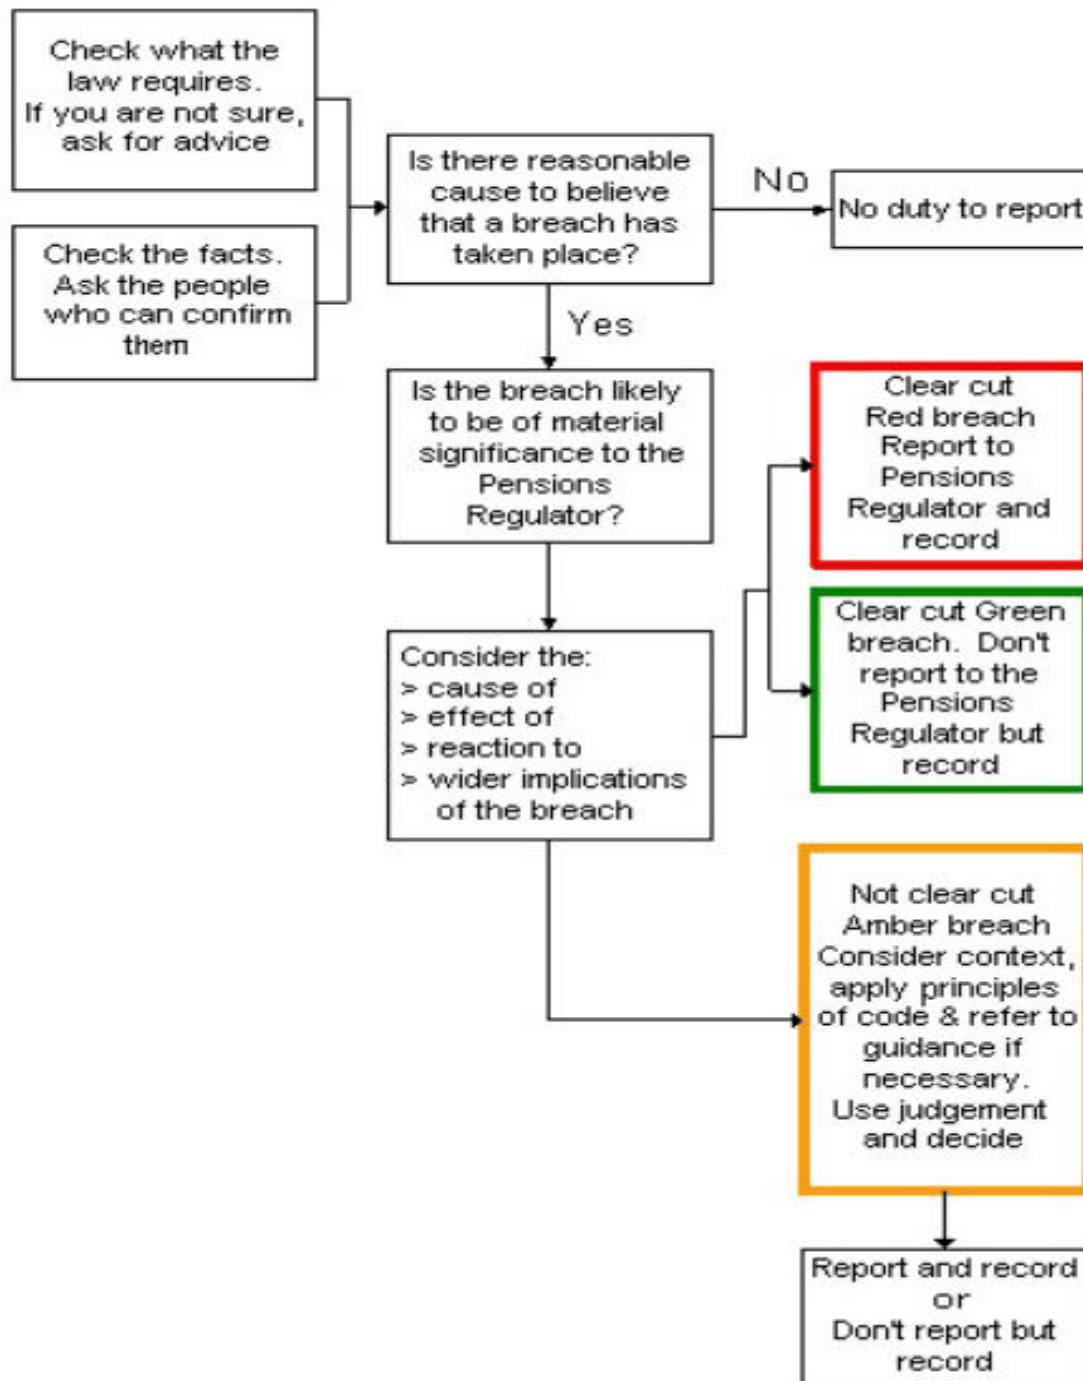 Check what the
law requires.
If you are not sure,
ask for advice
Check the facts.
Ask the people
who can confirm
them
Is there reasonable
cause to believe
that a breach has
taken place?
No
No duty to report
Yes
Is the breach likely
to be of material
significance to the
Pensions
Regulator?
Consider the:
> cause of
> effect of
> reaction to
> wider implications
of the breach
Clear cut
Red breach
Report to
Pensions
Regulator and
record
Clear cut Green
breach. Don't
report to the
Pensions
Regulator but
record
Not clear cut
Amber breach
Consider context,
apply principles
of code & refer to
guidance if
necessary.
Use judgement
and decide
Report and record
or
Don't report but
record